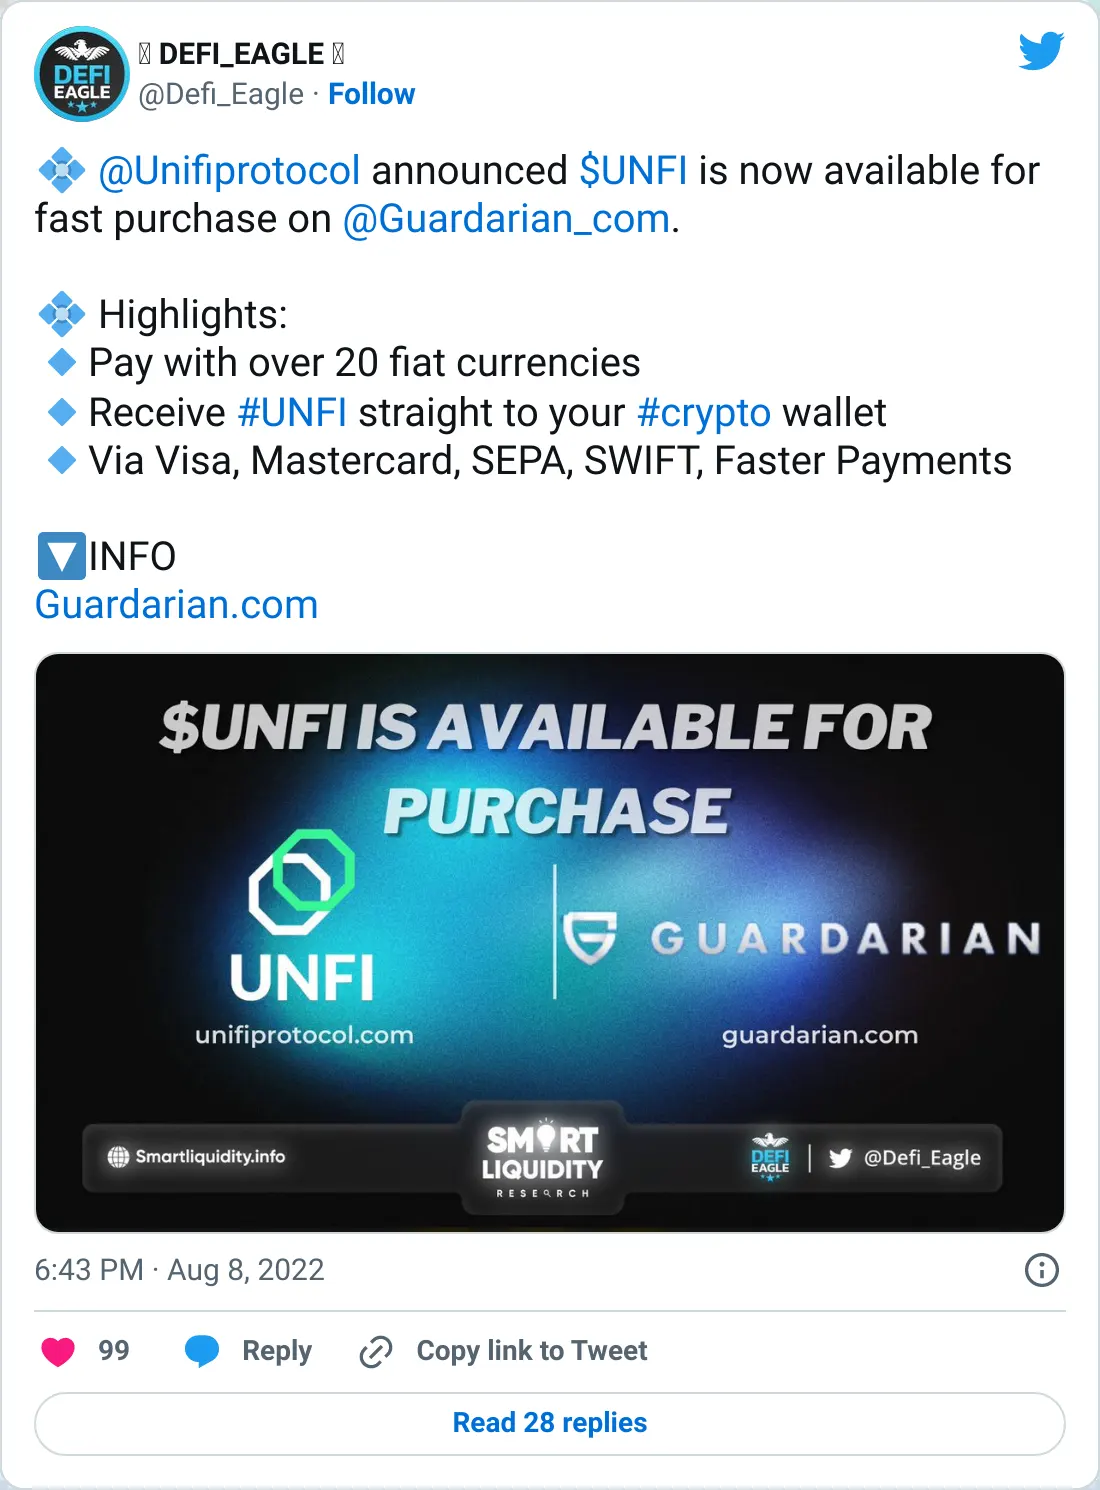 DEFI_EAGLE
DEFI
EAGLE
@Defi_Eagle · Follow
@Unifiprotocol announced $UNFI is now available for
fast purchase on @Guardarian_com.
Highlights:
Pay with over 20 fiat currencies
Receive #UNFI straight to your #crypto wallet
Via Visa, Mastercard, SEPA, SWIFT, Faster Payments
INFO
Guardarian.com
$UNFI IS AVAILABLE FOR
PURCHASE
UNFI
GUARDARIAN
unifiprotocol.com
guardarian.com
Smartliquidity.info
SMART
LIQUIDITY
RESEARCH
DEFI
EAGLE
@Defi_Eagle
6:43 PM · Aug 8, 2022
99 Reply Copy link to Tweet
Read 28 replies